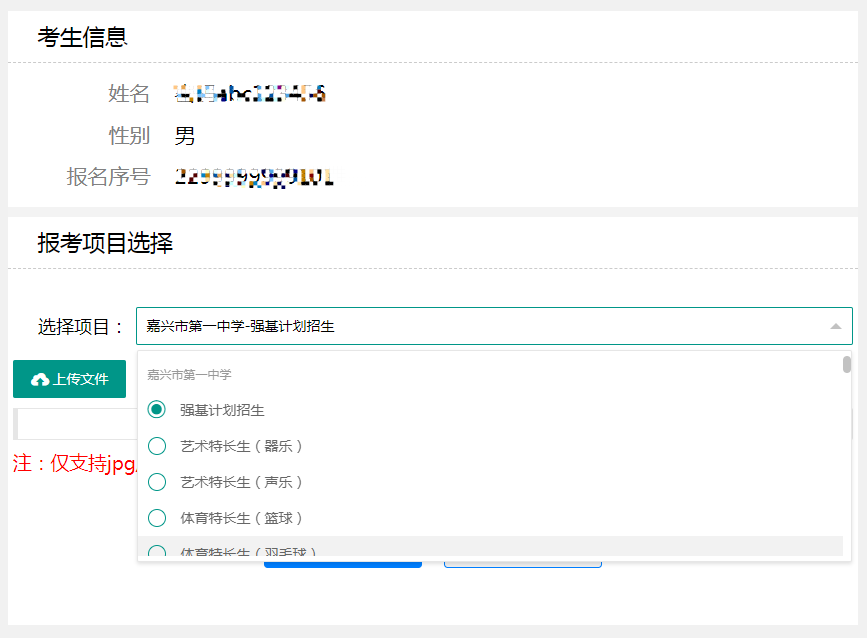 考生信息
姓名
性别 男
报名序号
报考项目选择
选择项目： 嘉兴市第一中学-强基计划招生
上传文件
嘉兴市第一中学
强基计划招生
艺术特长生（器乐）
艺术特长生（声乐）
体育特长生（篮球）
体育特长生（羽毛球）
注：仅支持jpg